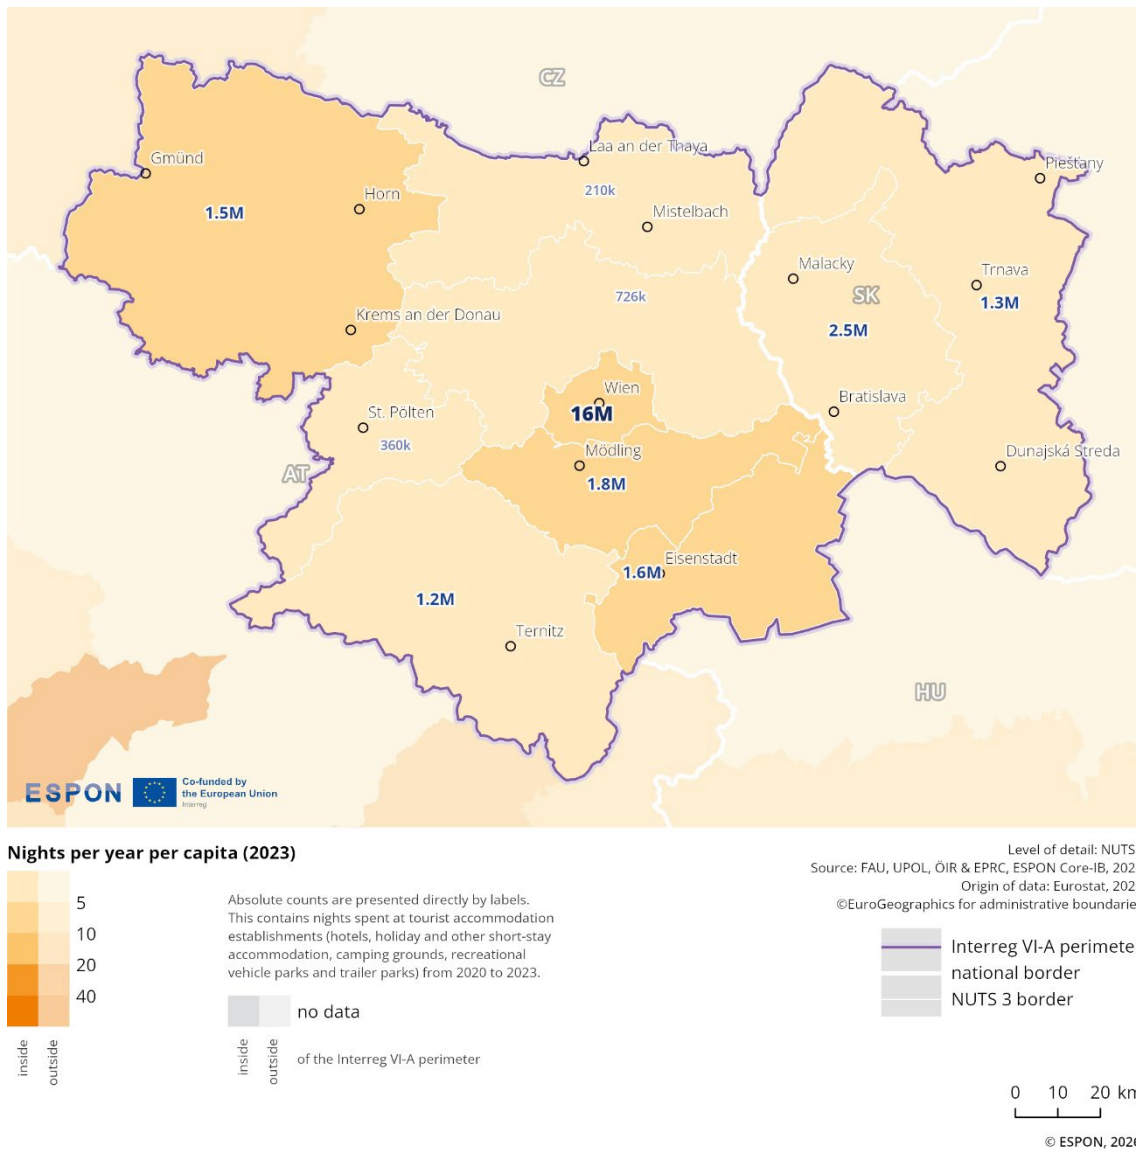 CZ
Gmünd
Laa an der Thaya
Piešťany
210k
Horn
1.5M
Mistelbach
Malacky
Trnava
SK
726k
1.3M
Krems an der Donau
2.5M
Wien
Bratislava
16M
St. Pölten
360k
Mödling
Dunajská Streda
AT
1.8M
Eisenstadt
1.6M
1.2M
Ternitz
HU
ESPON
Co-funded by
the European Union
Interreg
Nights per year per capita (2023)
5
10
20
40
inside
outside
Absolute counts are presented directly by labels.
This contains nights spent at tourist accommodation
establishments (hotels, holiday and other short-stay
accommodation, camping grounds, recreational
vehicle parks and trailer parks) from 2020 to 2023.
no data
inside
outside
of the Interreg VI-A perimeter
Level of detail: NUTS
Source: FAU, UPOL, ÖIR & EPRC, ESPON Core-IB, 202
Origin of data: Eurostat, 202
©EuroGeographics for administrative boundarie
Interreg VI-A perimete
national border
NUTS 3 border
0 10 20 km
© ESPON, 2026